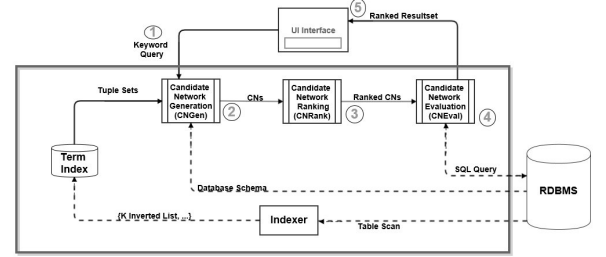 1
Keyword
Query
UI Interface
5
Ranked Resultset
Tuple Sets
Candidate
Network
Generation
(CNGen)
2
CNs
Candidate
Network
Ranking
(CNRank)
3
Ranked CNs
Candidate
Network
Evaluation
(CNEval)
4
Term
Index
SQL Query
RDBMS
Database Schema
{K Inverted List, ...}
Indexer
Table Scan